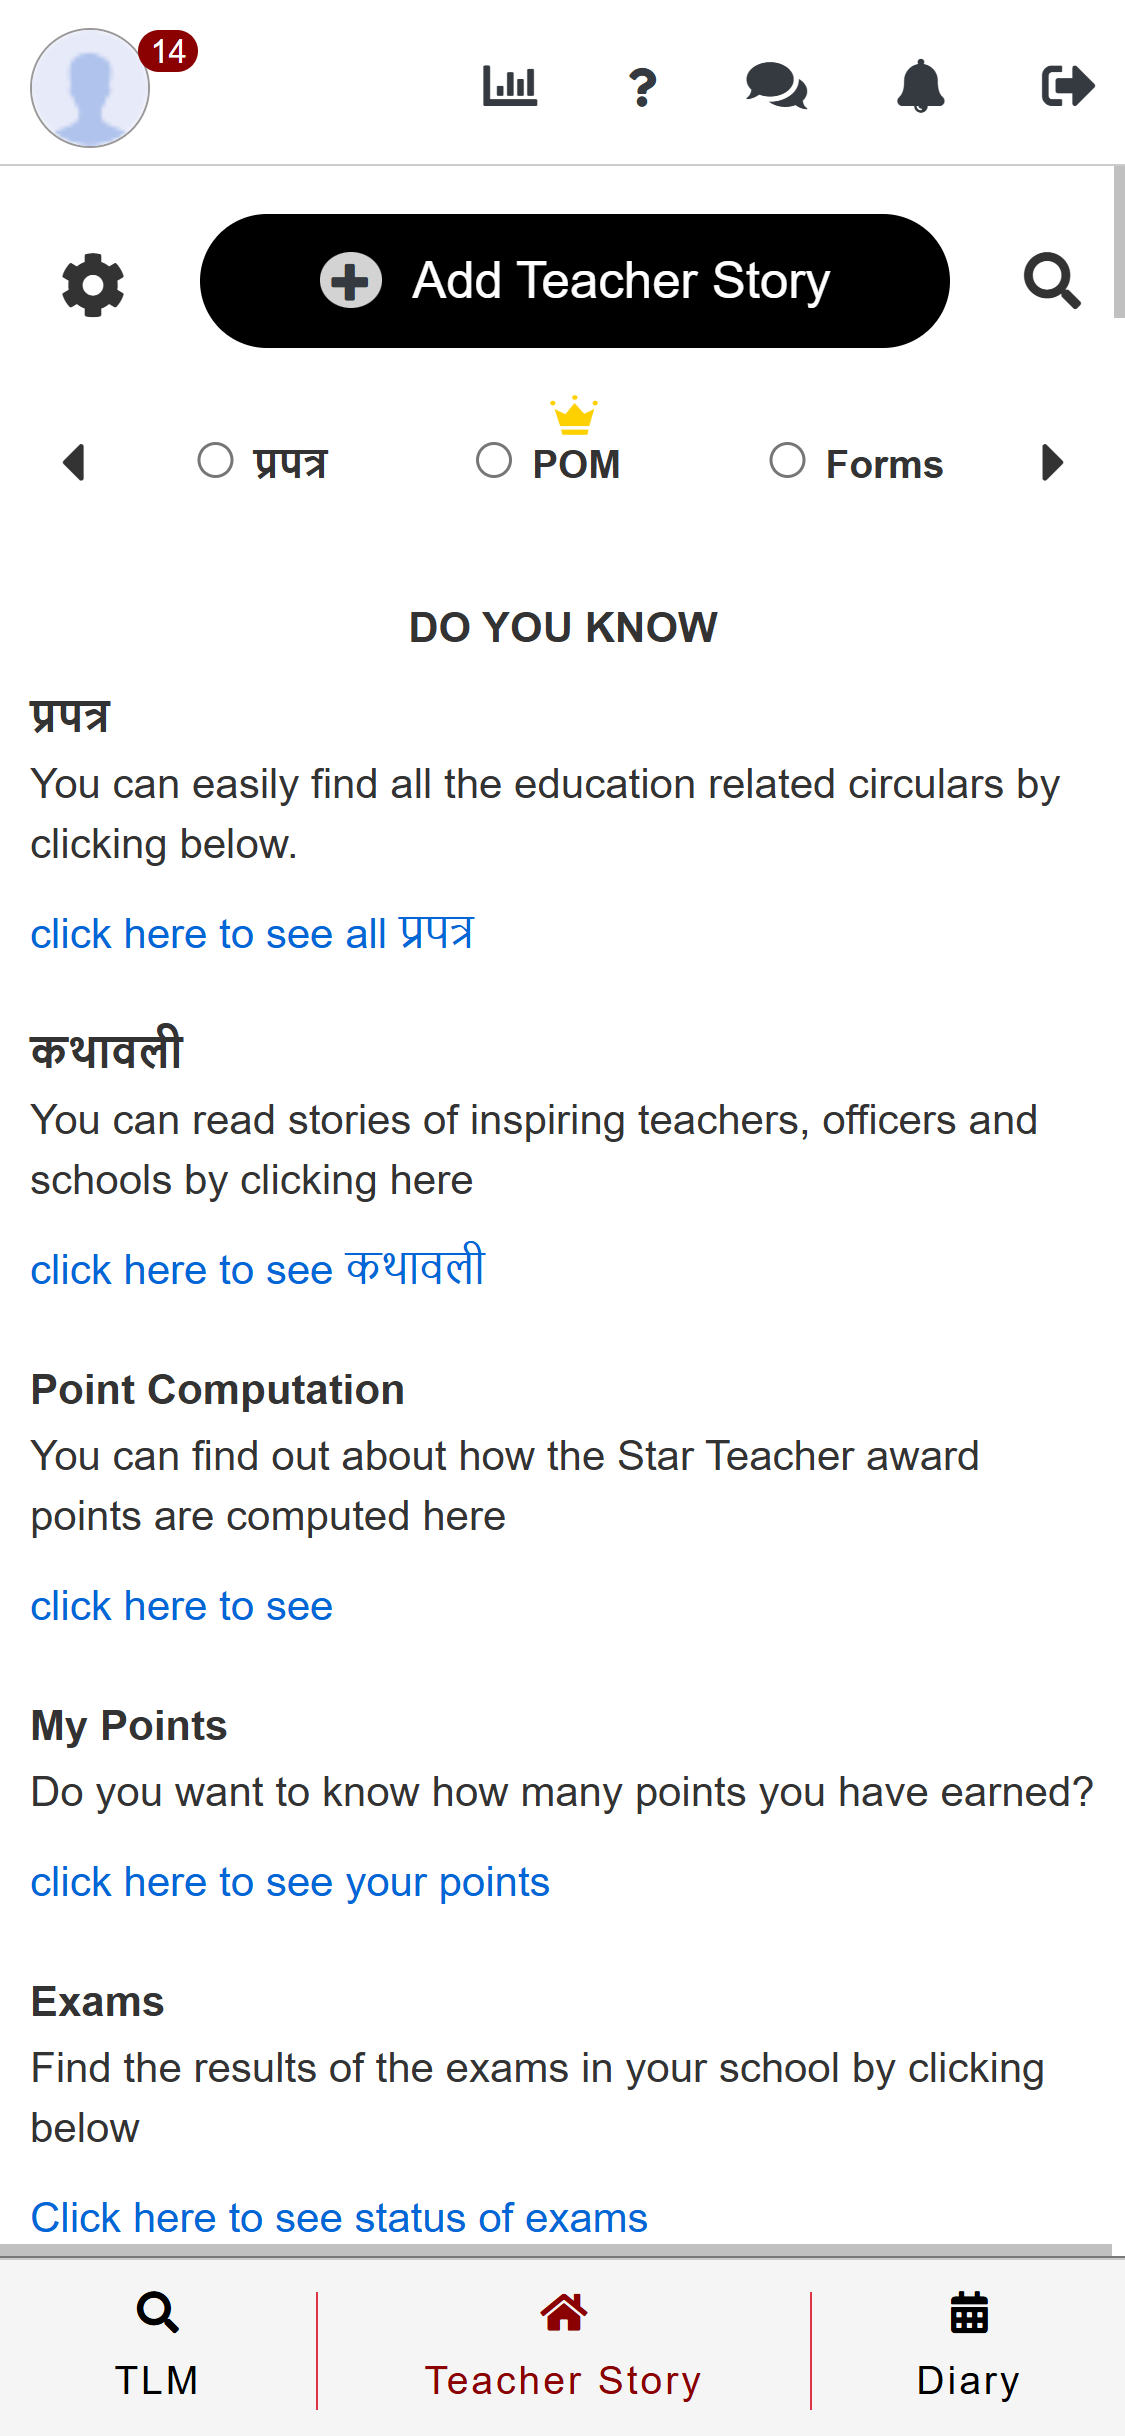 14
Add Teacher Story
प्रपत्र
POM
Forms
DO YOU KNOW
प्रपत्र
You can easily find all the education related circulars by
clicking below.
click here to see all प्रपत्र
कथावली
You can read stories of inspiring teachers, officers and
schools by clicking here
click here to see कथावली
Point Computation
You can find out about how the Star Teacher award
points are computed here
click here to see
My Points
Do you want to know how many points you have earned?
click here to see your points
Exams
Find the results of the exams in your school by clicking
below
Click here to see status of exams
TLM
Teacher Story
Diary